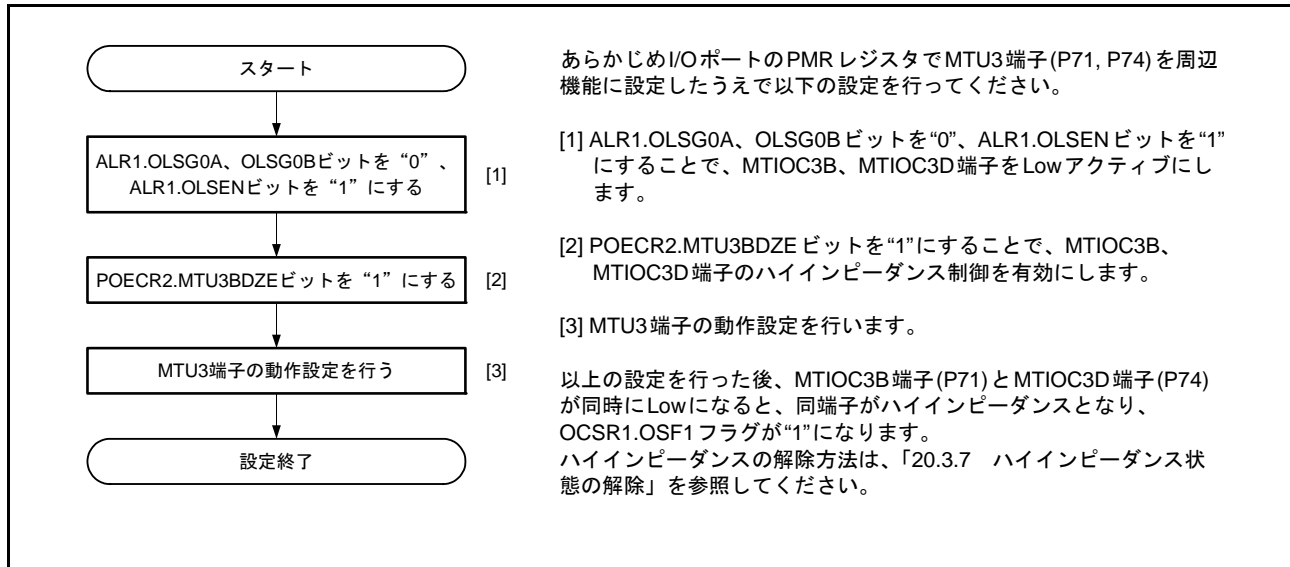 スタート
ALR1.OLSG0A、OLSG0Bビットを“0”、
ALR1.OLSENビットを“1”にする
[1]
POECR2.MTU3BDZEビットを“1”にする
[2]
MTU3端子の動作設定を行う
[3]
設定終了
あらかじめI/OポートのPMRレジスタでMTU3端子(P71, P74)を周辺
機能に設定したうえで以下の設定を行ってください。
[1] ALR1.OLSG0A、OLSG0Bビットを“0”、ALR1.OLSENビットを“1”
にすることで、MTIOC3B、MTIOC3D端子をLowアクティブにし
ます。
[2] POECR2.MTU3BDZEビットを“1”にすることで、MTIOC3B、
MTIOC3D端子のハイインピーダンス制御を有効にします。
[3] MTU3端子の動作設定を行います。
以上の設定を行った後、MTIOC3B端子(P71)とMTIOC3D端子(P74)
が同時にLowになると、同端子がハイインピーダンスとなり、
OCSR1.OSF1フラグが“1”になります。
ハイインピーダンスの解除方法は、「20.3.7　ハイインピーダンス状
態の解除」を参照してください。